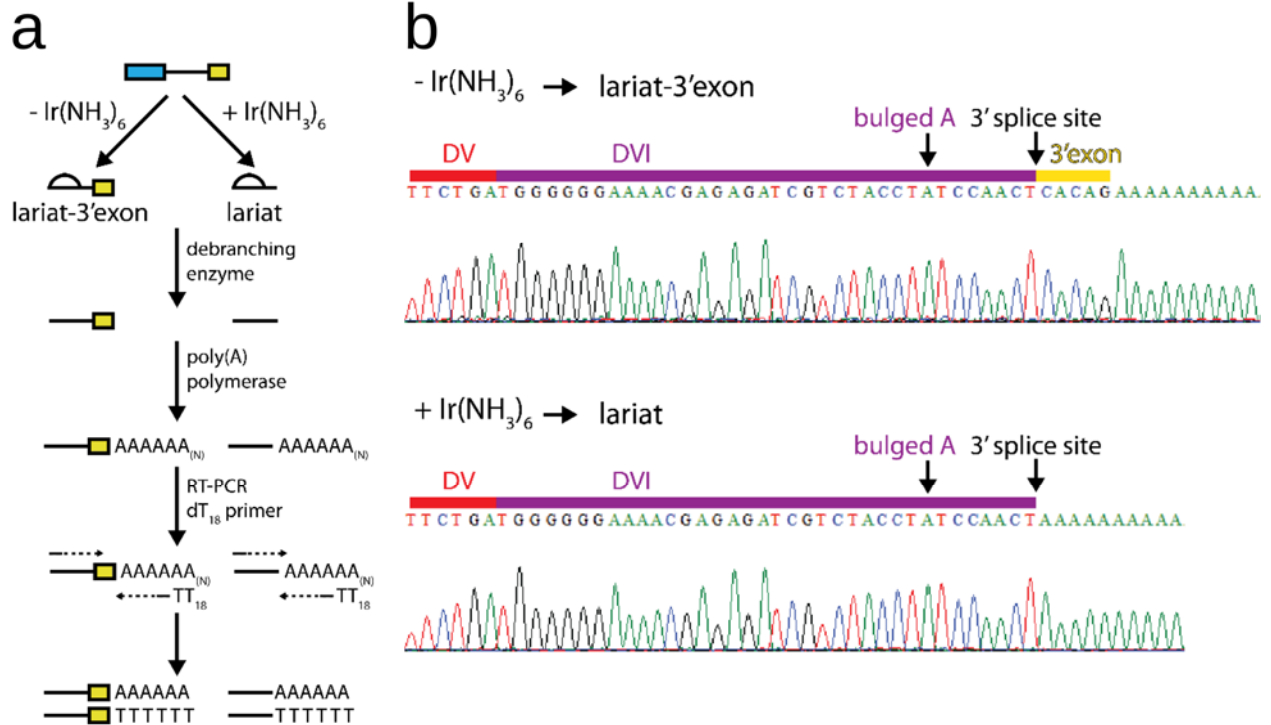 a
- Ir(NH3)6
+ Ir(NH3)6
lariat-3'exon
lariat
debranching
enzyme
poly(A)
polymerase
AAAAAA(N)
AAAAAA(N)
RT-PCR
dT18 primer
AAAAAA(N)
AAAAAA(N)
TT18
TT18
AAAAAA
AAAAAA
TTTTTT
TTTTTT
b
- Ir(NH3)6 → lariat-3'exon
bulged A 3' splice site
DV DVI 3'exon
TTCTGATGGGGGGAAAACGAGAGATCGTCTACCTATCCAACTCACAGAAAAAAAAAA
+ Ir(NH3)6 → lariat
bulged A 3' splice site
DV DVI
TTCTGATGGGGGGAAAACGAGAGATCGTCTACCTATCCAACTAAAAAAAAAA